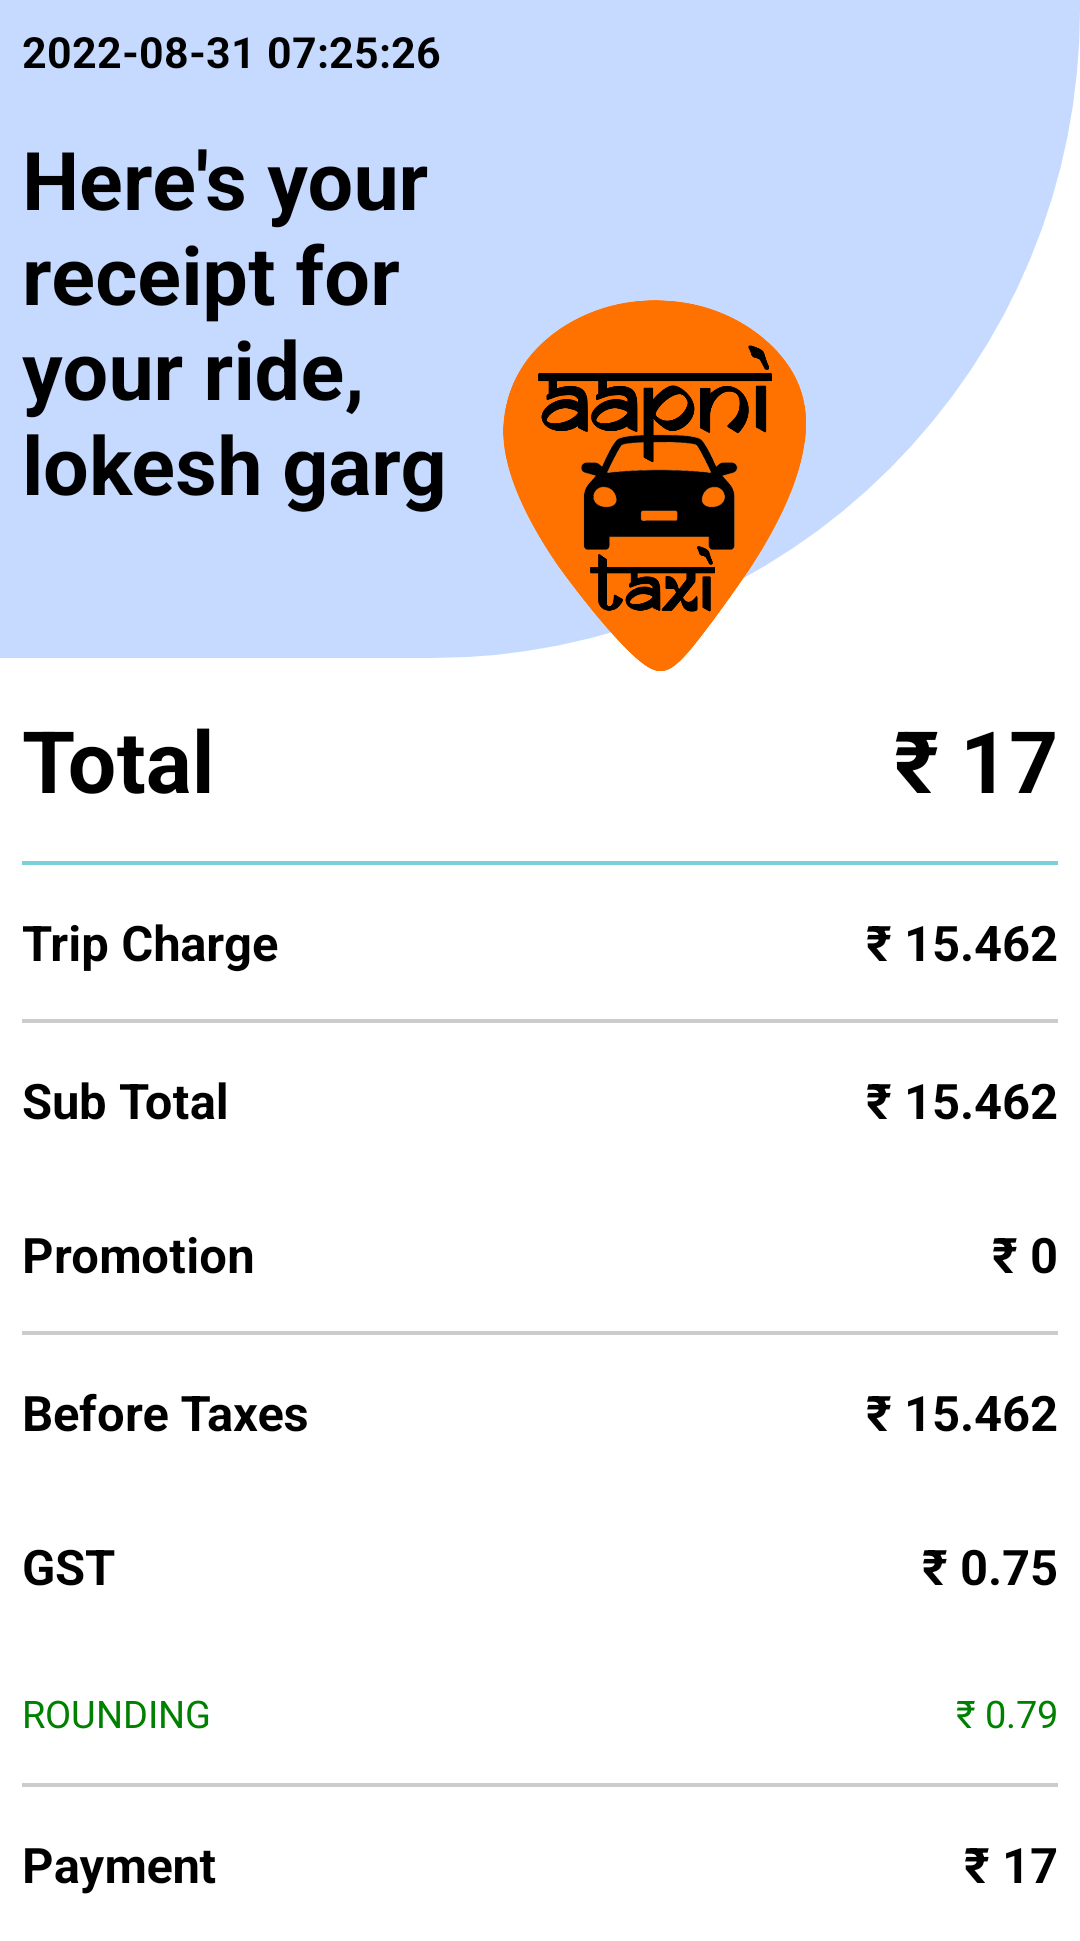 2022-08-31 07:25:26
Here's your
receipt for
your ride,
lokesh garg
aapni
taxi
Total ₹ 17
Trip Charge ₹ 15.462
Sub Total ₹ 15.462
Promotion ₹ 0
Before Taxes ₹ 15.462
GST ₹ 0.75
ROUNDING ₹ 0.79
Payment ₹ 17